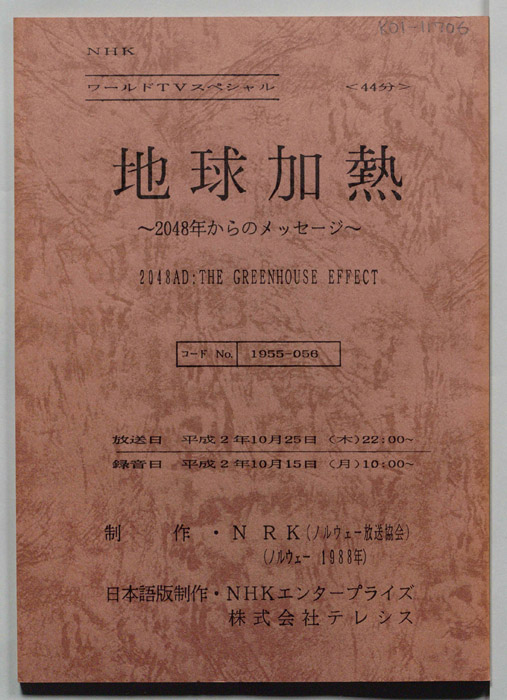 NHK
ワールドTVスペシャル <44分>
地球加熱
~2048年からのメッセージ~
2048AD:THE GREENHOUSE EFFECT
コード No. 1955-056
放送日 平成2年10月25日(木)22:00~
録音日 平成2年10月15日(月)10:00~
制作・NRK(ノルウェー放送協会)
(ノルウェー 1988年)
日本語版制作・NHKエンタープライズ
株式会社テレシス